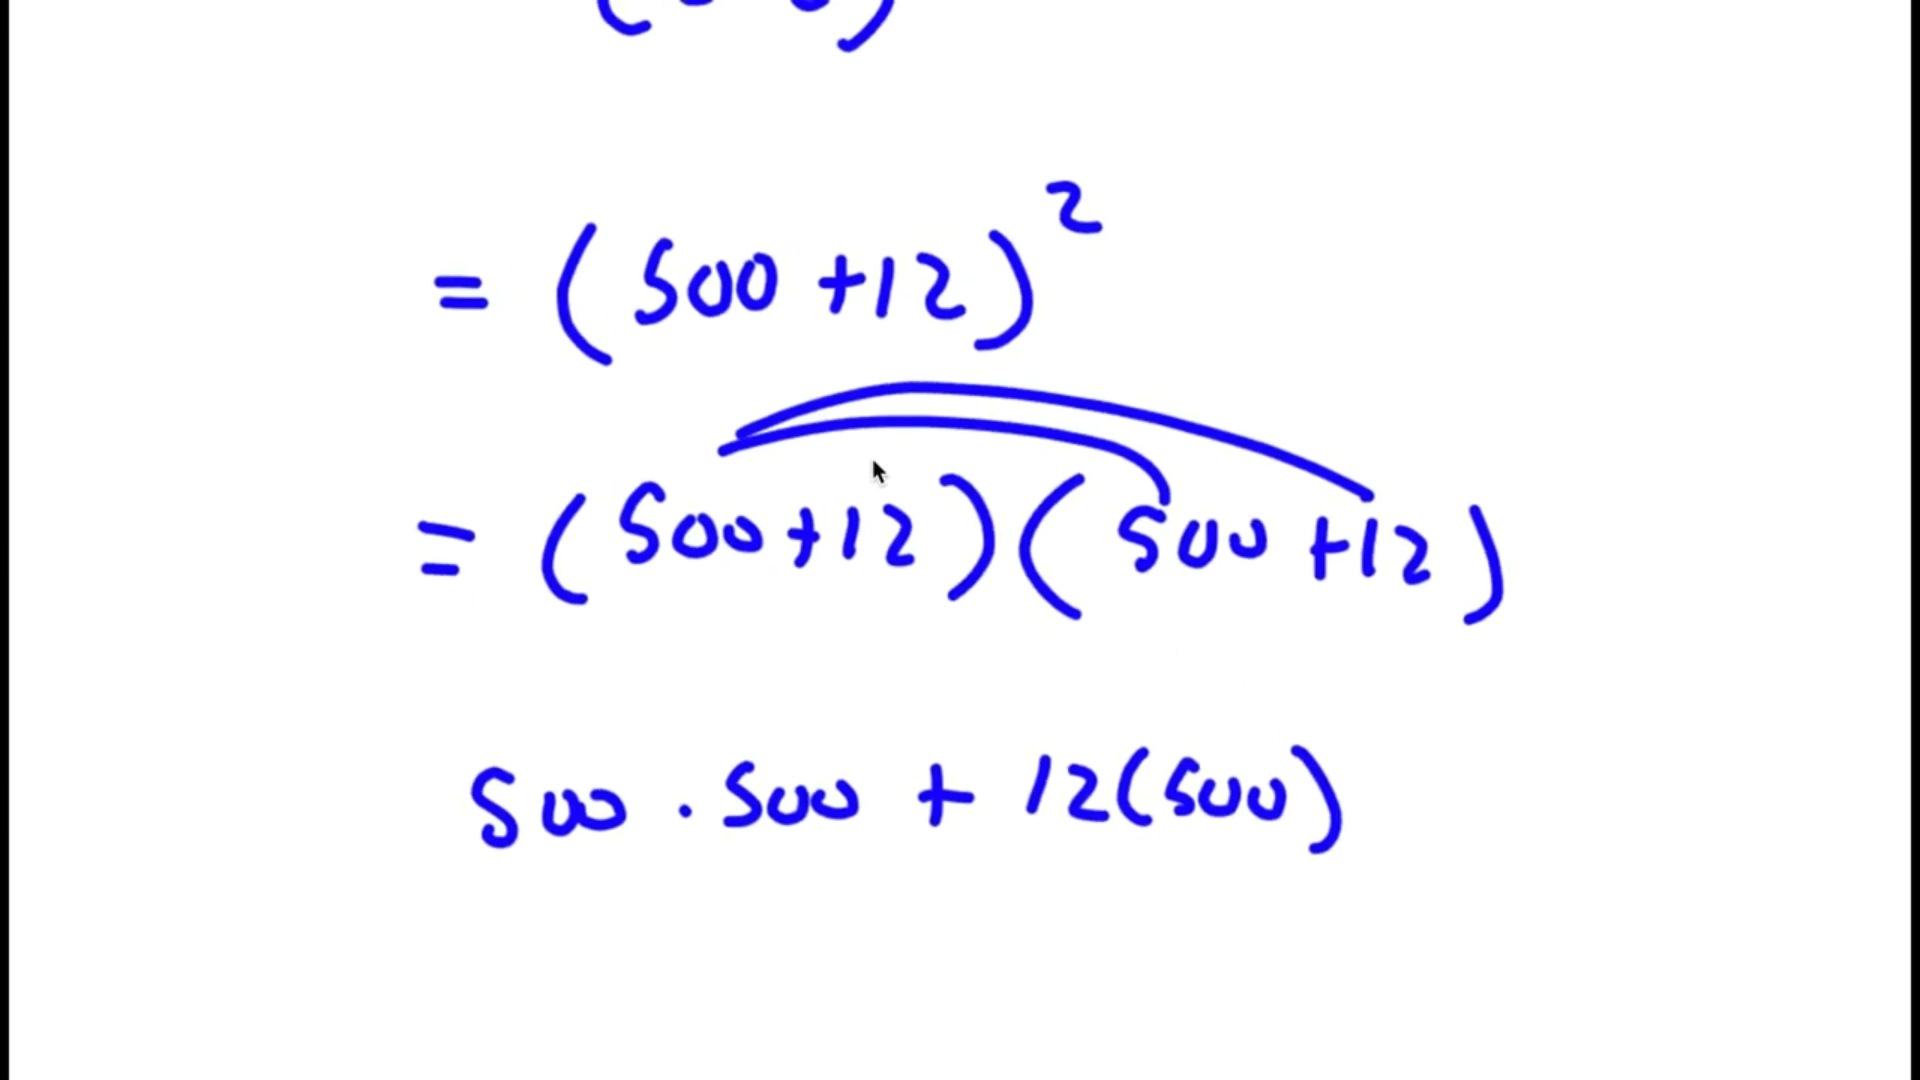 = (500 + 12)²
= (500 + 12)(500 + 12)
500 . 500 + 12(500)